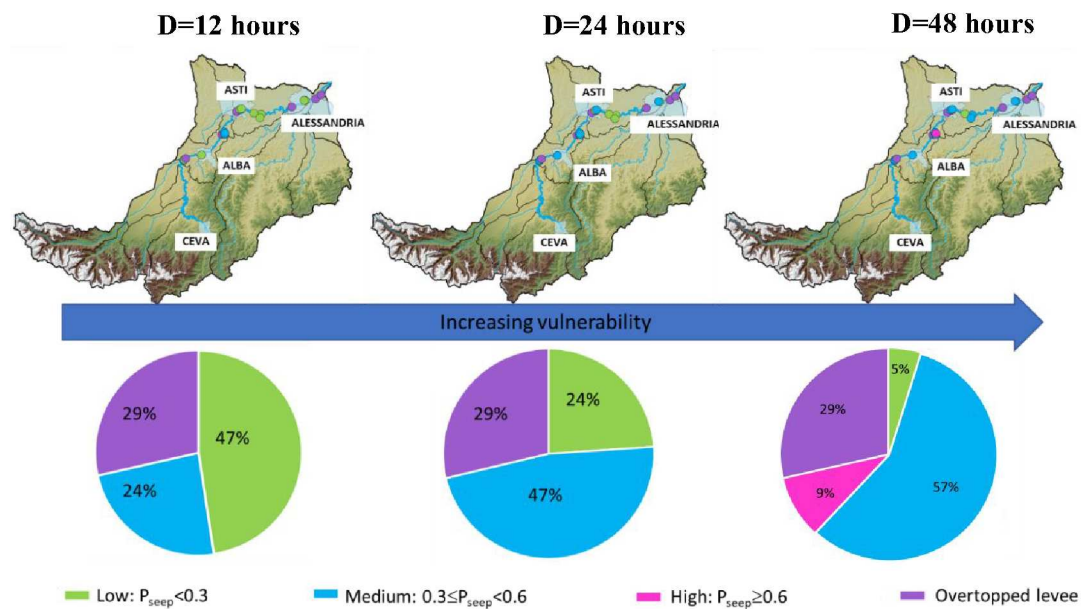 D=12 hours
D=24 hours
D=48 hours
ASTI
ALESSANDRIA
ALBA
CEVA
ASTI
ALESSANDRIA
ALBA
CEVA
ASTI
ALESSANDRIA
ALBA
CEVA
Increasing vulnerability
29%
47%
24%
29%
24%
47%
5%
29%
9%
57%
Low: Pseep<0.3
Medium: 0.3≤Pseep<0.6
High: Pseep≥0.6
Overtopped levee